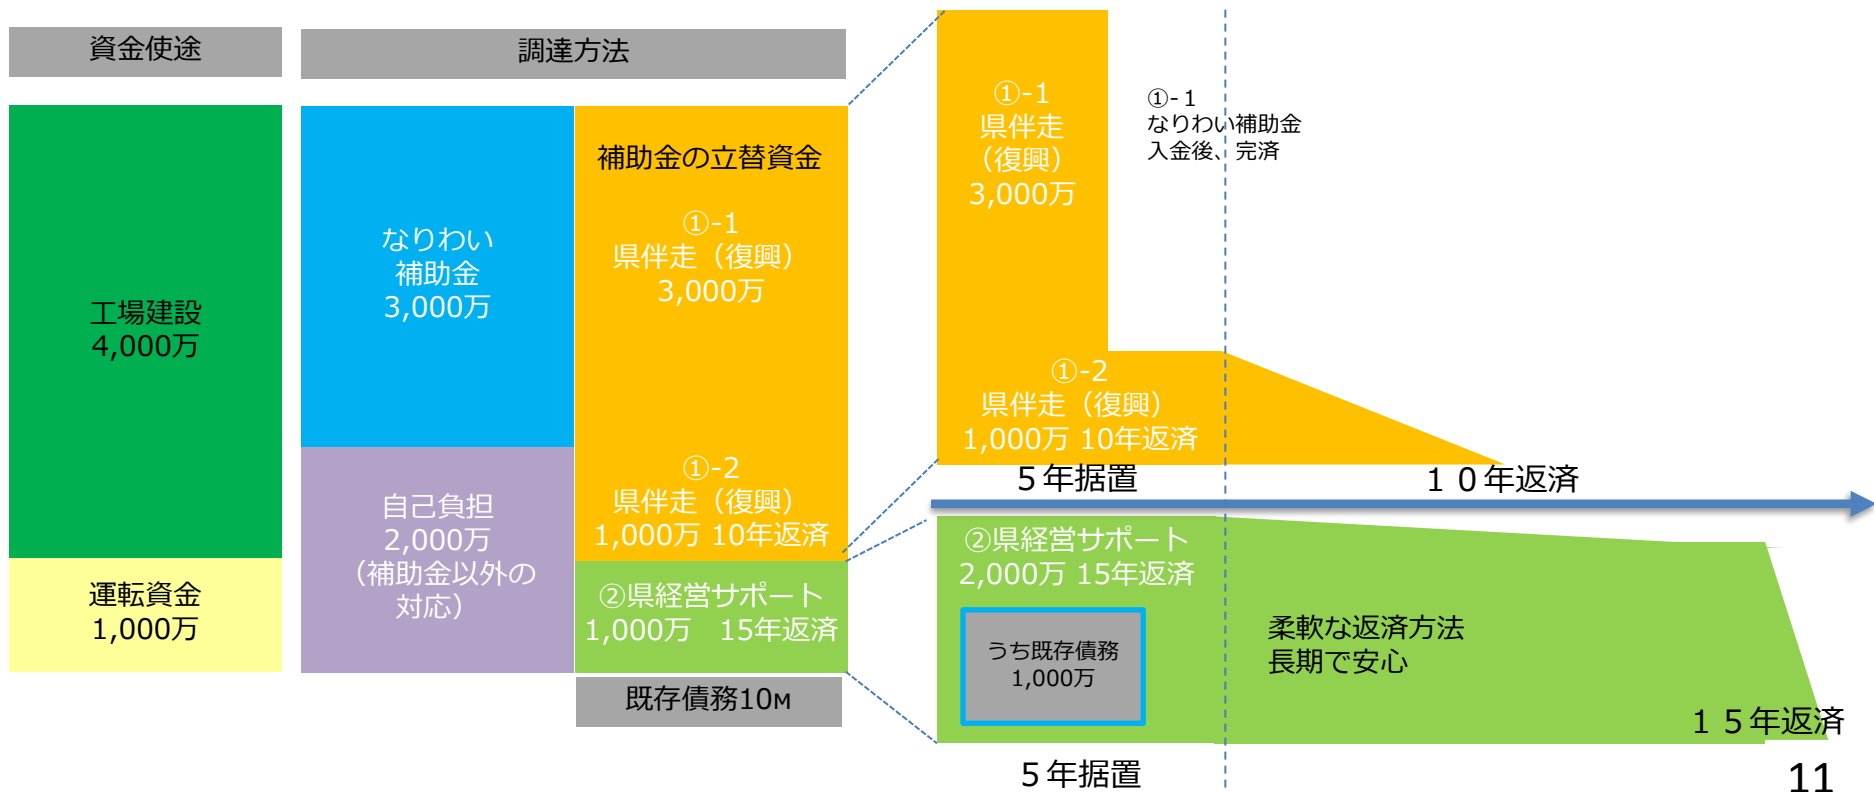 資金使途
調達方法
工場建設
4,000万
運転資金
1,000万
なりわい
補助金
3,000万
自己負担
2,000万
（補助金以外の
対応）
補助金の立替資金
①-1
県伴走（復興）
3,000万
①-2
県伴走（復興）
1,000万 10年返済
②県経営サポート
1,000万　15年返済
既存債務10M
①-1
県伴走
（復興）
3,000万
①-1
なりわい補助金
入金後、完済
①-2
県伴走（復興）
1,000万 10年返済
５年据置
１０年返済
②県経営サポート
2,000万 15年返済
うち既存債務
1,000万
柔軟な返済方法
長期で安心
１５年返済
５年据置
11